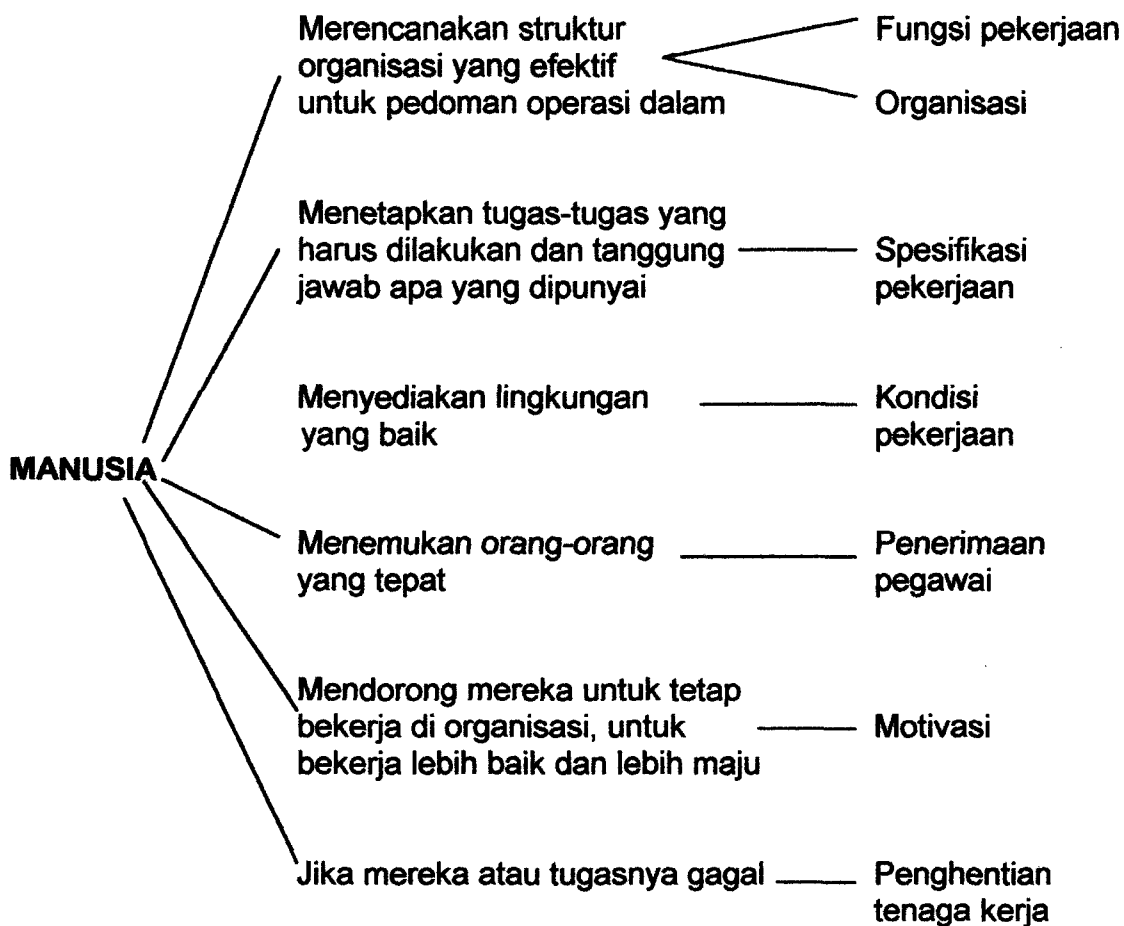 Merencanakan struktur
organisasi yang efektif
untuk pedoman operasi dalam
Fungsi pekerjaan
Organisasi
Menetapkan tugas-tugas yang
harus dilakukan dan tanggung
jawab apa yang dipunyai
Spesifikasi
pekerjaan
Menyediakan lingkungan
yang baik
Kondisi
pekerjaan
MANUSIA
Menemukan orang-orang
yang tepat
Penerimaan
pegawai
Mendorong mereka untuk tetap
bekerja di organisasi, untuk
bekerja lebih baik dan lebih maju
Motivasi
Jika mereka atau tugasnya gagal
Penghentian
tenaga kerja